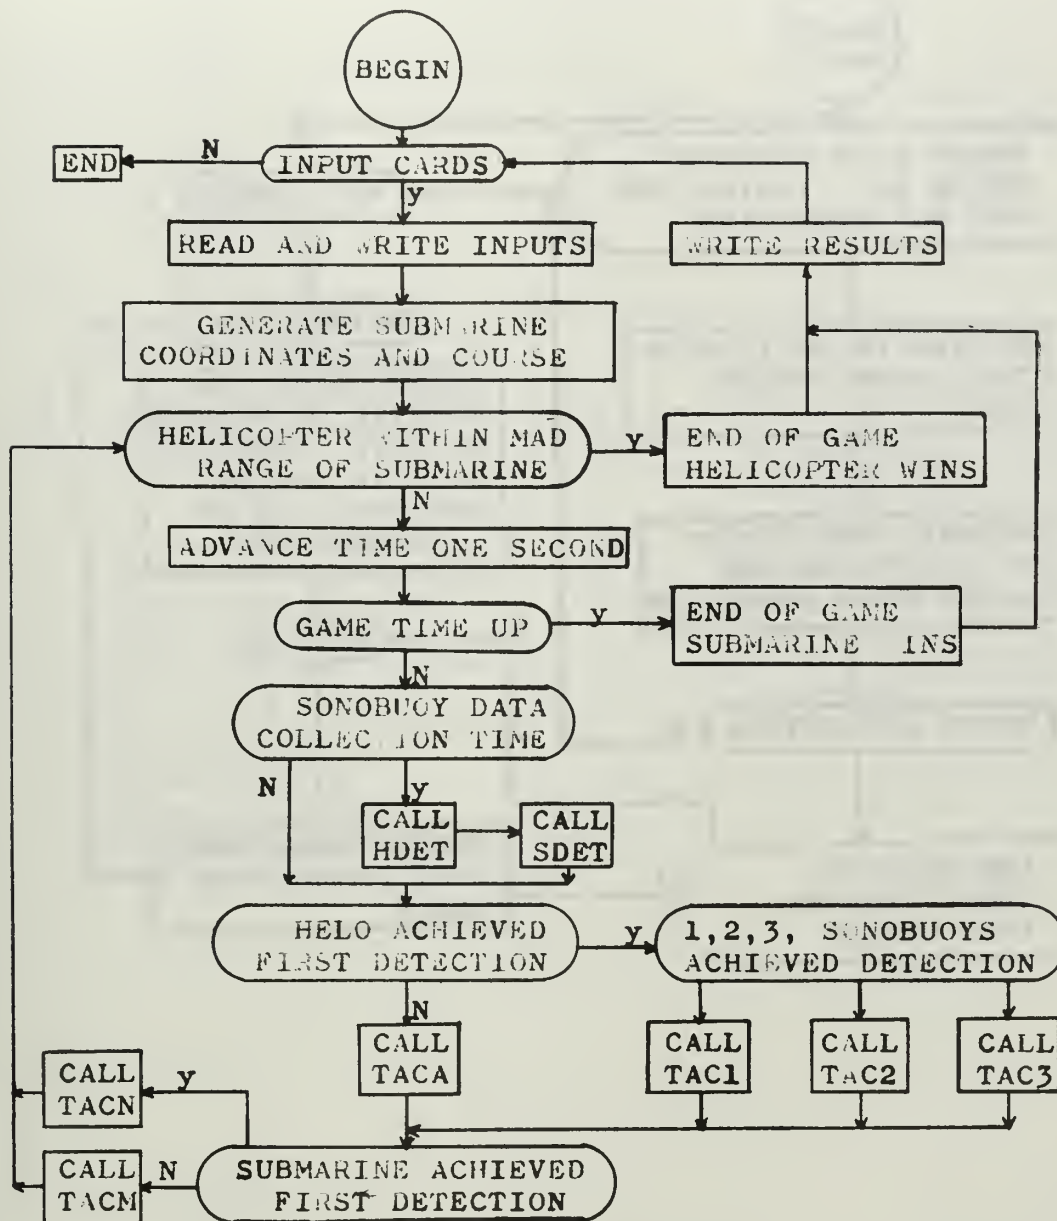 BEGIN
N
END
INPUT CARDS
y
READ AND WRITE INPUTS
WRITE RESULTS
GENERATE SUBMARINE
COORDINATES AND COURSE
HELICOPTER WITHIN MAD
RANGE OF SUBMARINE
y
END OF GAME
HELICOPTER WINS
N
ADVANCE TIME ONE SECOND
GAME TIME UP
y
END OF GAME
SUBMARINE INS
N
SONOBUOY DATA
COLLECTION TIME
N
y
CALL
HDET
CALL
SDET
HELO ACHIEVED
FIRST DETECTION
y
1,2,3, SONOBUOYS
ACHIEVED DETECTION
N
CALL
TACA
CALL
TAC1
CALL
TAC2
CALL
TAC3
CALL
TACN
y
CALL
TACM
N
SUBMARINE ACHIEVED
FIRST DETECTION